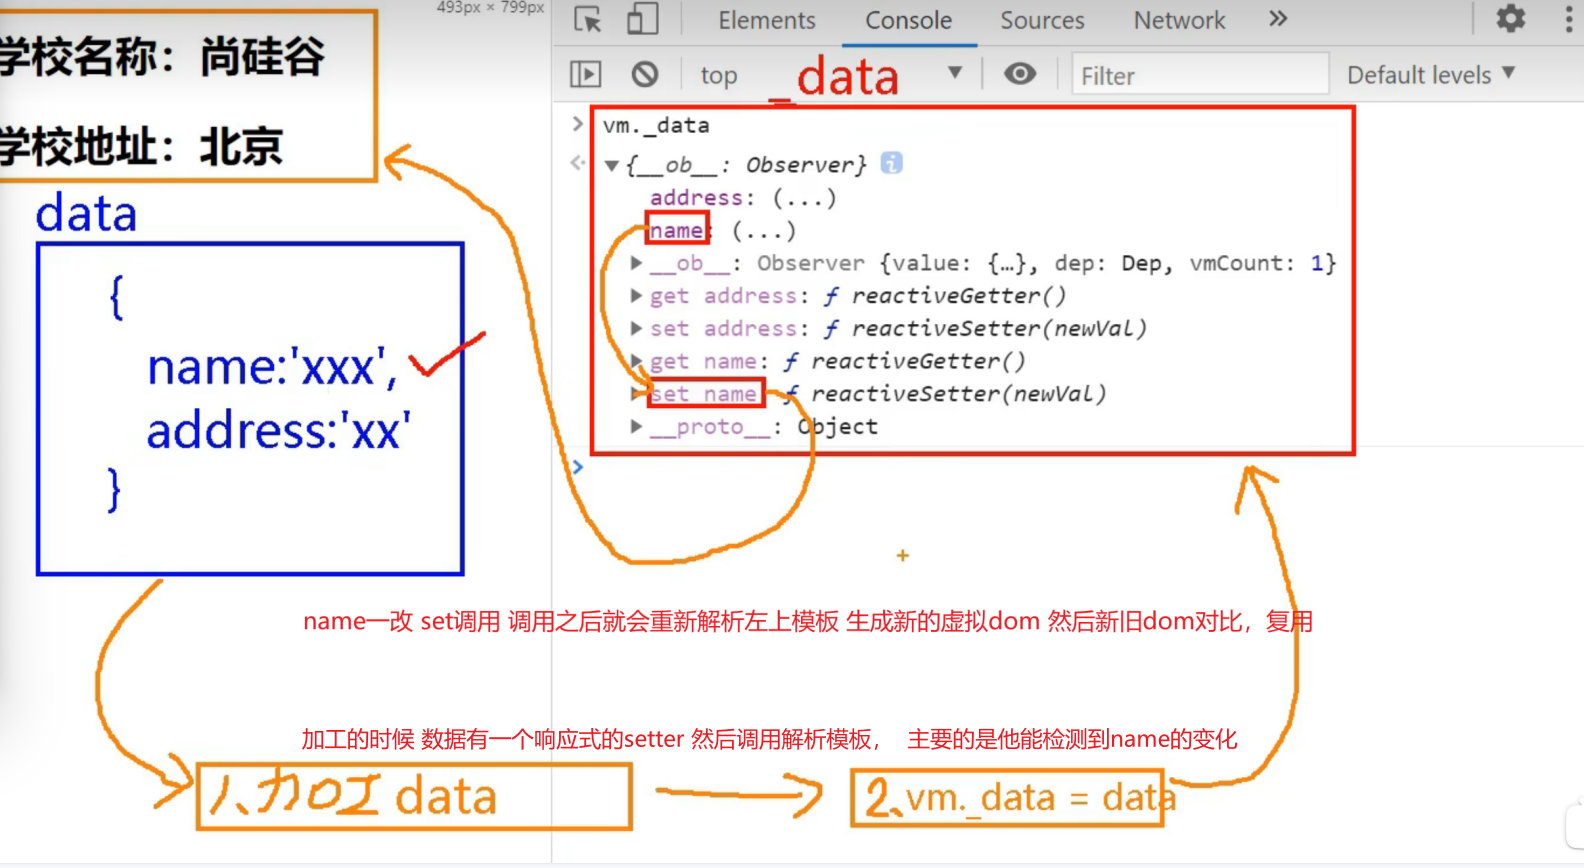 493px × 799px
Elements Console Sources Network »
学校名称：尚硅谷
top _data Filter Default levels ▼
vm._data
学校地址：北京
{__ob__: Observer}
address: (...)
data
name: (...)
__ob__: Observer {value: {…}, dep: Dep, vmCount: 1}
{
get address: ƒ reactiveGetter()
set address: ƒ reactiveSetter(newVal)
name:'xxx',
get name: ƒ reactiveGetter()
set name: ƒ reactiveSetter(newVal)
address:'xx'
__proto__: Object
}
name一改 set调用 调用之后就会重新解析左上模板 生成新的虚拟dom 然后新旧dom对比，复用
加工的时候 数据有一个响应式的setter 然后调用解析模板， 主要的是他能检测到name的变化
1、加工 data
2、vm._data = data